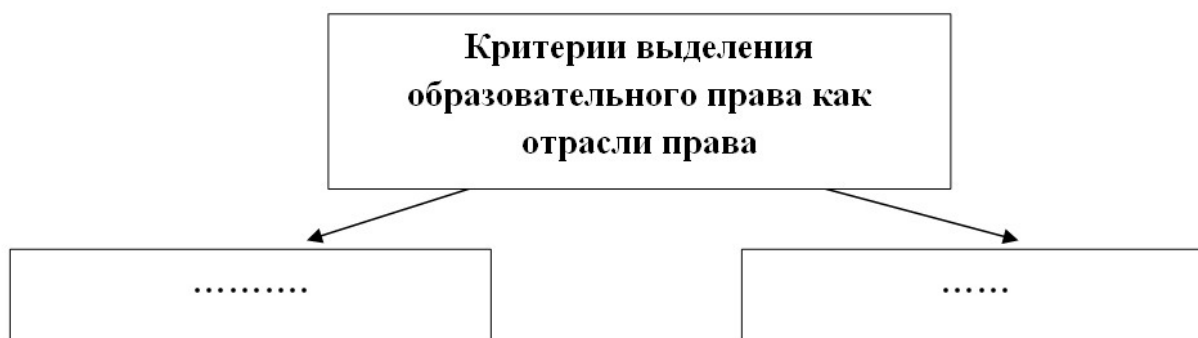 Критерии выделения
образовательного права как
отрасли права
..........
......